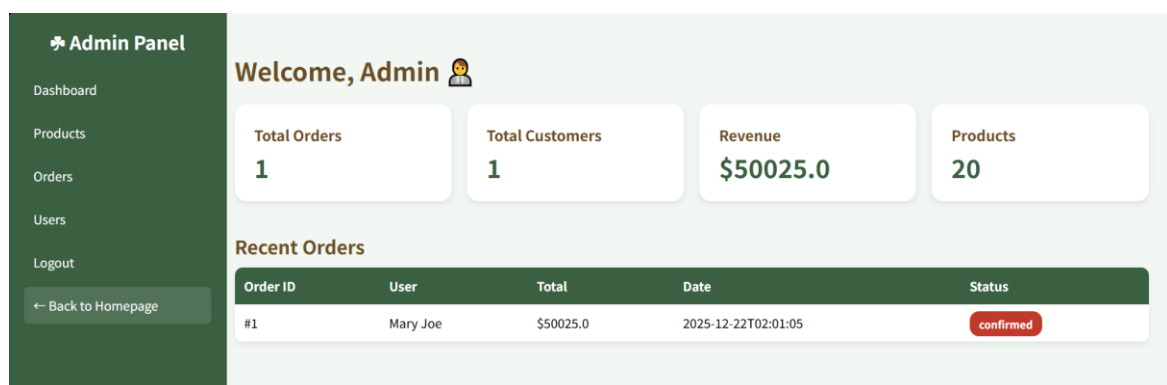 ☘ Admin Panel
Dashboard
Products
Orders
Users
Logout
← Back to Homepage
Welcome, Admin 👩‍💼
Total Orders
1
Total Customers
1
Revenue
$50025.0
Products
20
Recent Orders
Order ID User Total Date Status
#1 Mary Joe $50025.0 2025-12-22T02:01:05 confirmed